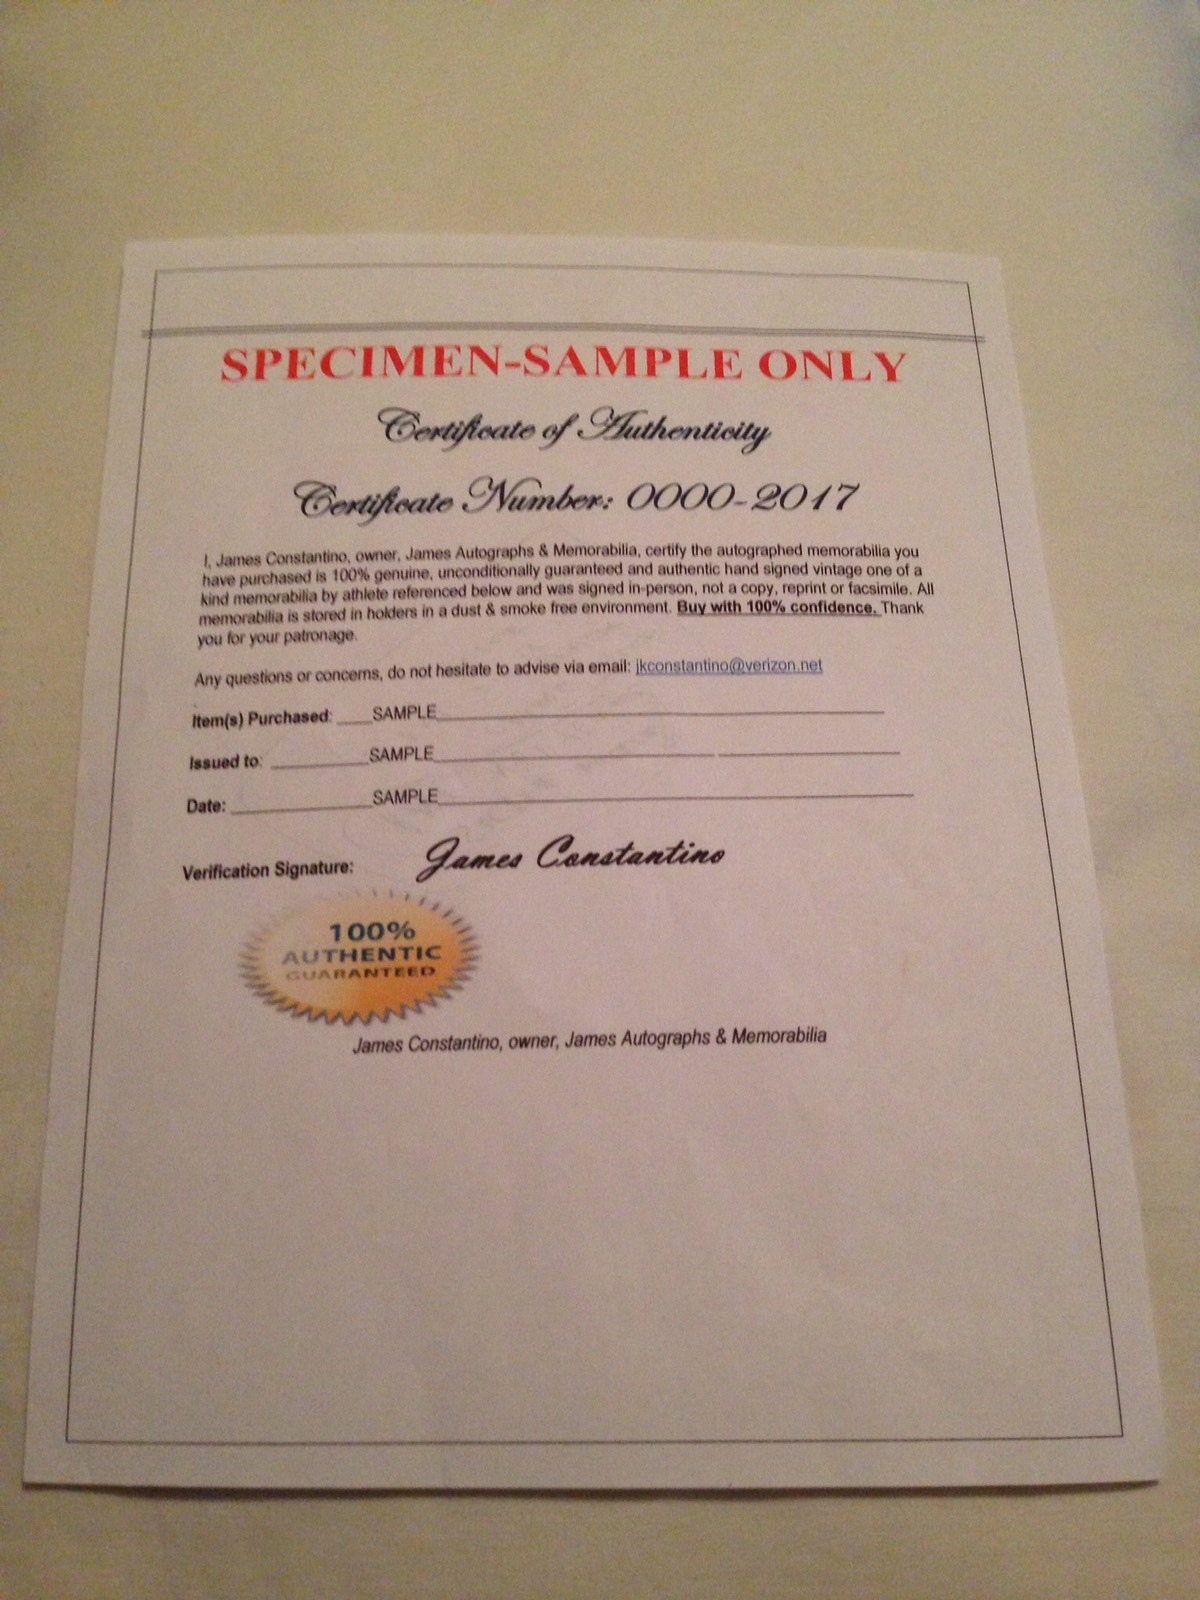 SPECIMEN-SAMPLE ONLY
Certificate of Authenticity
Certificate Number: 0000-2017
I, James Constantino, owner, James Autographs & Memorabilia, certify the autographed memorabilia you
have purchased is 100% genuine, unconditionally guaranteed and authentic hand signed vintage one of a
kind memorabilia by athlete referenced below and was signed in-person, not a copy, reprint or facsimile. All
memorabilia is stored in holders in a dust & smoke free environment. Buy with 100% confidence. Thank
you for your patronage.
Any questions or concerns, do not hesitate to advise via email: jkconstantino@verizon.net
Item(s) Purchased: ____SAMPLE____
Issued to: ____SAMPLE____
Date: ____SAMPLE____
Verification Signature: James Constantino
100%
AUTHENTIC
GUARANTEED
James Constantino, owner, James Autographs & Memorabilia